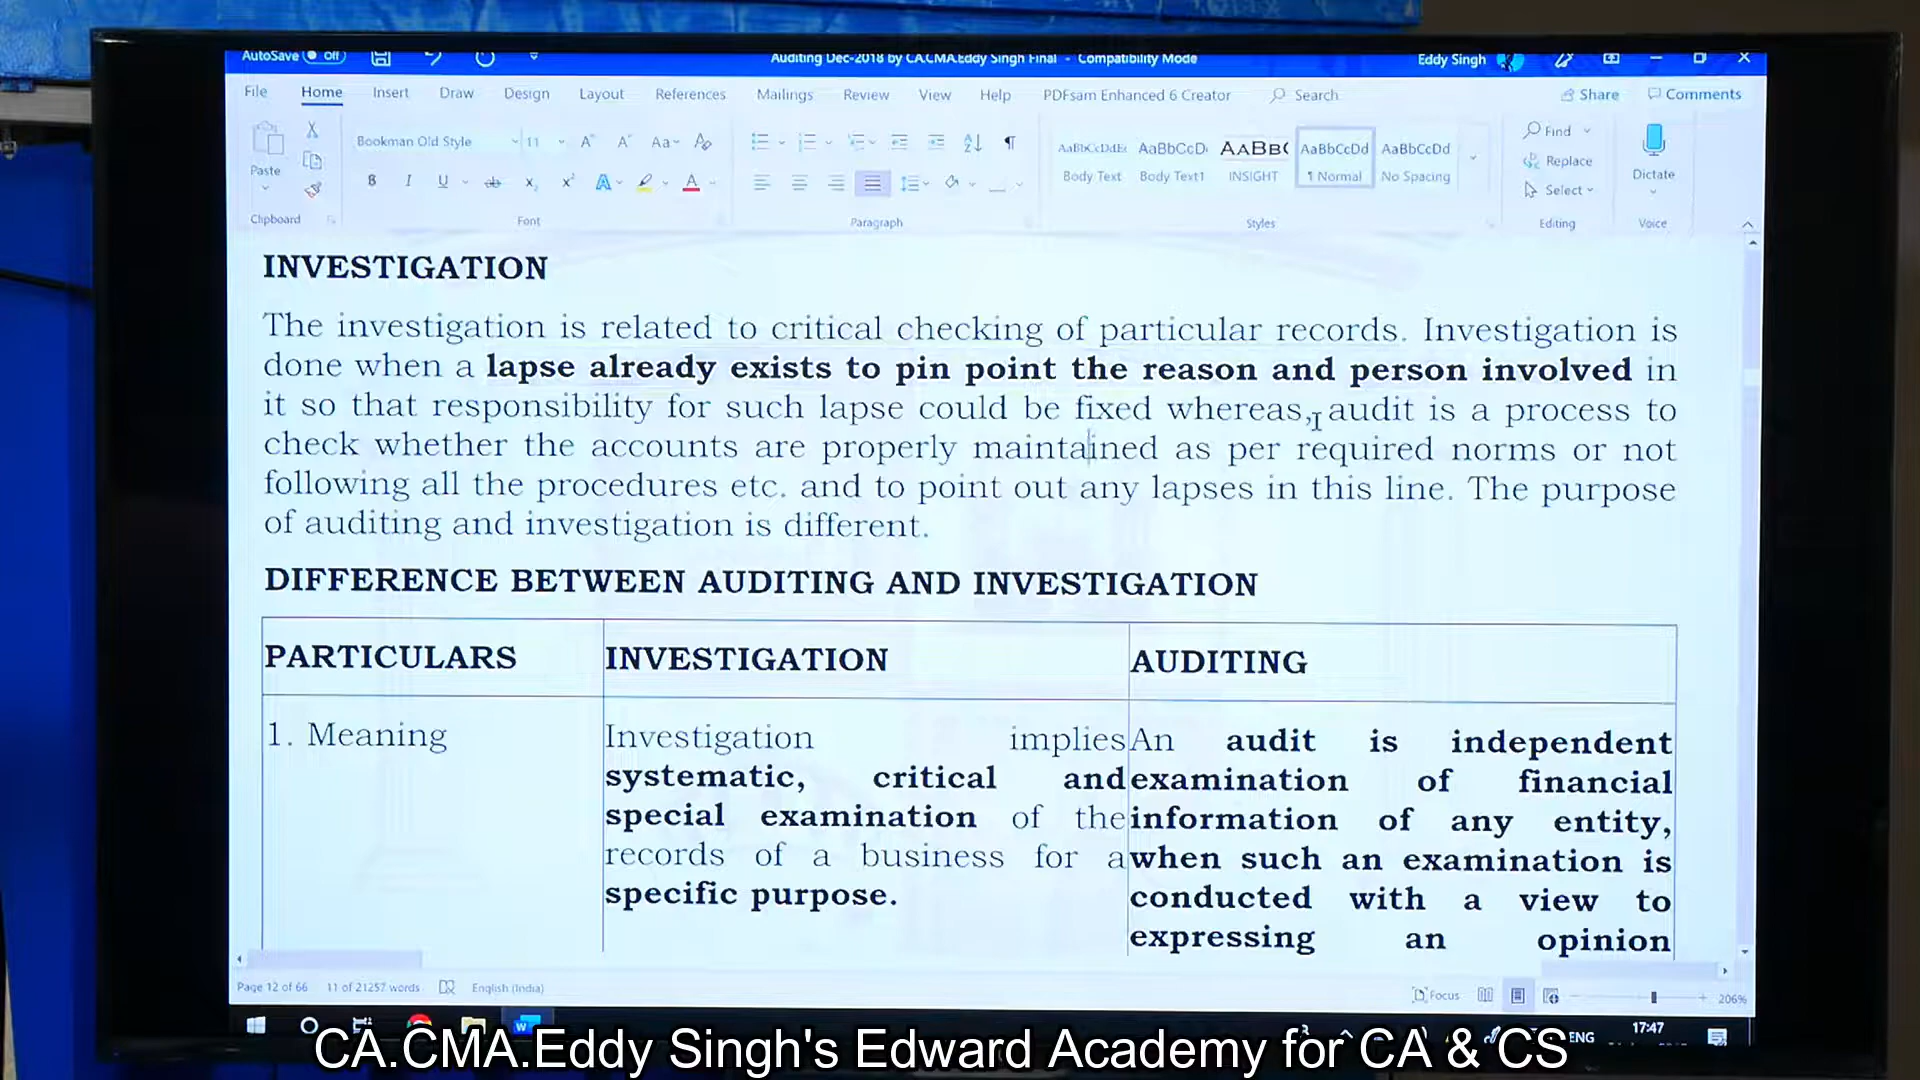 AutoSave Off Auditing Dec-2018 by CA.CMA.Eddy Singh Final - Compatibility Mode Eddy Singh
File Home Insert Draw Design Layout References Mailings Review View Help PDFsam Enhanced 6 Creator Search Share Comments
Bookman Old Style 11 Aa
AaBbCcDdEe AaBbCcD AABBC AaBbCcDd AaBbCcDd
Find
Paste
Replace
Body Text Body Text1 INSIGHT ¶ Normal No Spacing
Dictate
B I U ab x₂ x² A A
Select
Clipboard Font Paragraph Styles Editing Voice
INVESTIGATION
The investigation is related to critical checking of particular records. Investigation is
done when a lapse already exists to pin point the reason and person involved in
it so that responsibility for such lapse could be fixed whereas, audit is a process to
check whether the accounts are properly maintained as per required norms or not
following all the procedures etc. and to point out any lapses in this line. The purpose
of auditing and investigation is different.
DIFFERENCE BETWEEN AUDITING AND INVESTIGATION
PARTICULARS INVESTIGATION AUDITING
1. Meaning
Investigation implies
systematic, critical and
special examination of the
records of a business for a
specific purpose.
An audit is independent
examination of financial
information of any entity,
when such an examination is
conducted with a view to
expressing an opinion
Page 12 of 66 11 of 21257 words English (India) Focus 206%
ENG 17:47
CA.CMA.Eddy Singh's Edward Academy for CA & CS